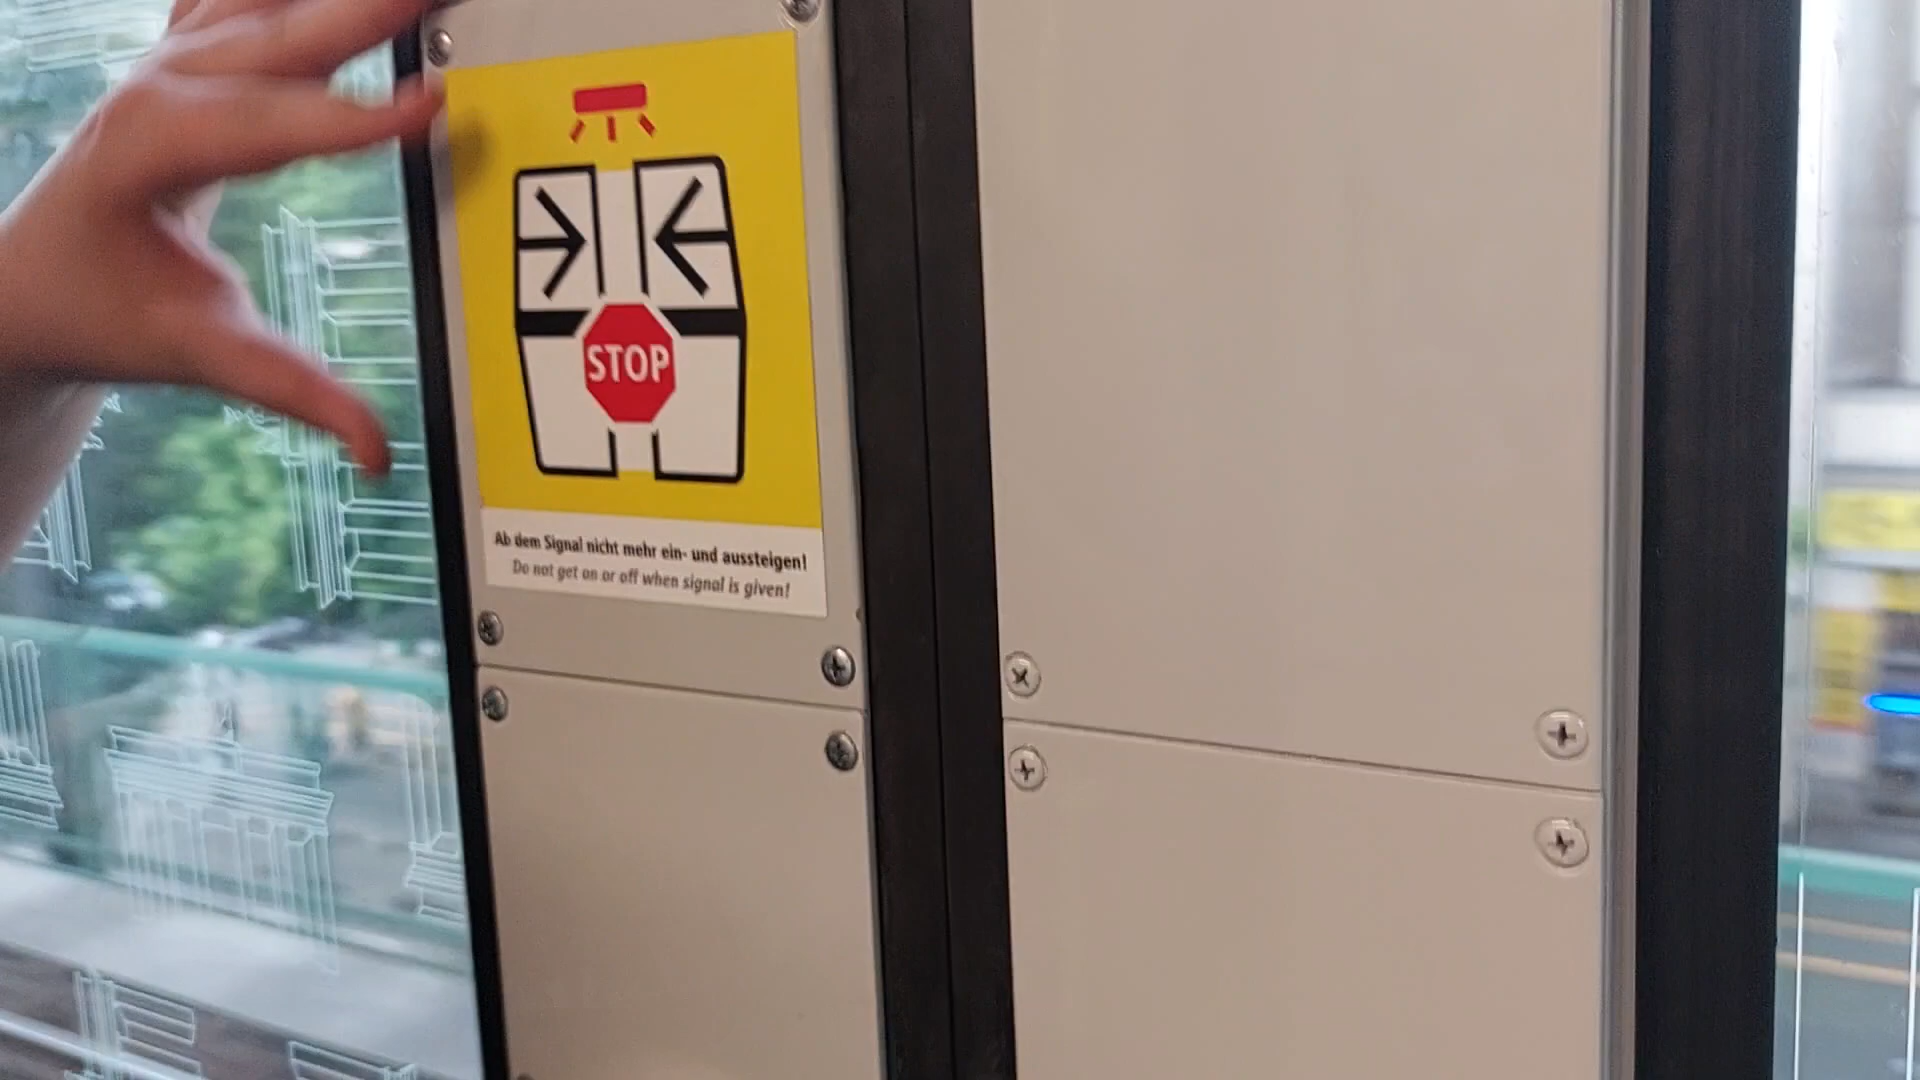 STOP
Ab dem Signal nicht mehr ein- und aussteigen!
Do not get on or off when signal is given!